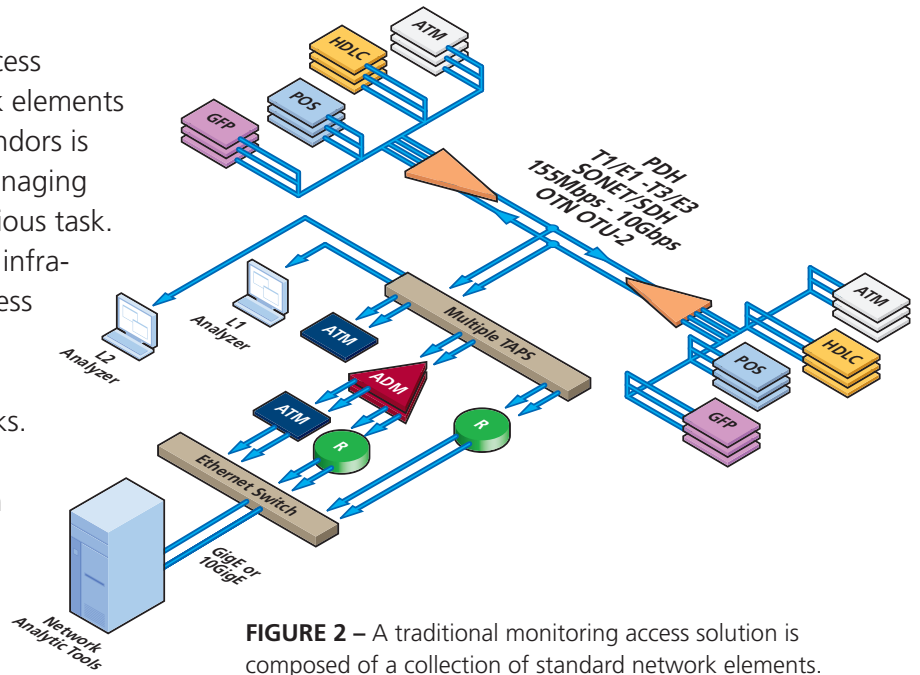 cess
k elements
ndors is
naging
ious task.
infra-
ess
ks.
ATM
HDLC
POS
GFP
PDH
T1/E1 -T3/E3
SONET/SDH
155Mbps - 10Gbps
OTN OTU-2
ATM
HDLC
POS
GFP
L2
Analyzer
L1
Analyzer
Multiple TAPS
ATM
ADM
ATM
R
R
Ethernet Switch
GigE or
10GigE
Network
Analytic Tools
FIGURE 2 – A traditional monitoring access solution is
composed of a collection of standard network elements.